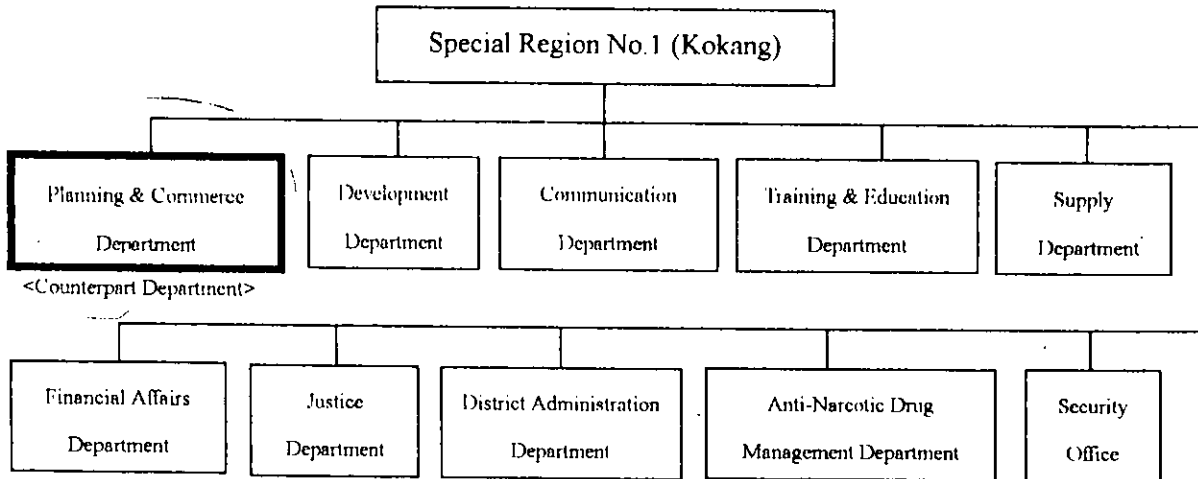 Special Region No.1 (Kokang)
Planning & Commerce
Department
Development
Department
Communication
Department
Training & Education
Department
Supply
Department
<Counterpart Department>
Financial Affairs
Department
Justice
Department
District Administration
Department
Anti-Narcotic Drug
Management Department
Security
Office